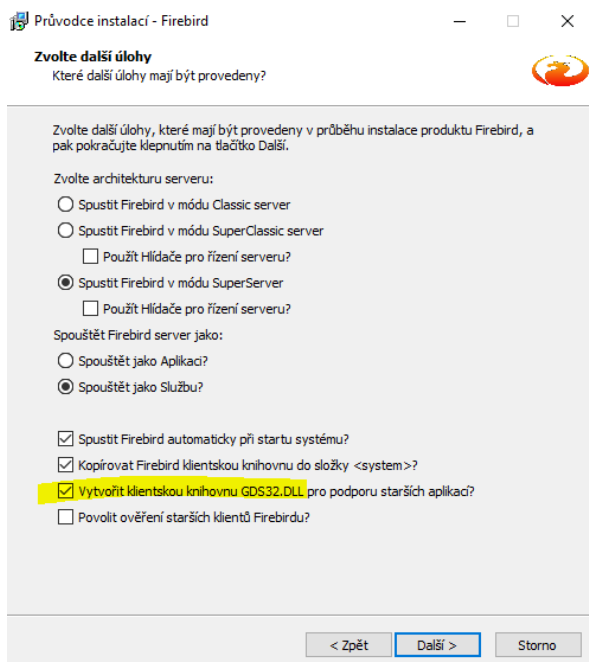 Průvodce instalací - Firebird
Zvolte další úlohy
Které další úlohy mají být provedeny?
Zvolte další úlohy, které mají být provedeny v průběhu instalace produktu Firebird, a
pak pokračujte klepnutím na tlačítko Další.
Zvolte architekturu serveru:
Spustit Firebird v módu Classic server
Spustit Firebird v módu SuperClassic server
Použít Hlídače pro řízení serveru?
Spustit Firebird v módu SuperServer
Použít Hlídače pro řízení serveru?
Spouštět Firebird server jako:
Spouštět jako Aplikaci?
Spouštět jako Službu?
Spustit Firebird automaticky při startu systému?
Kopírovat Firebird klientskou knihovnu do složky <system>?
Vytvořit klientskou knihovnu GDS32.DLL pro podporu starších aplikací?
Povolit ověření starších klientů Firebirdu?
< Zpět Další > Storno